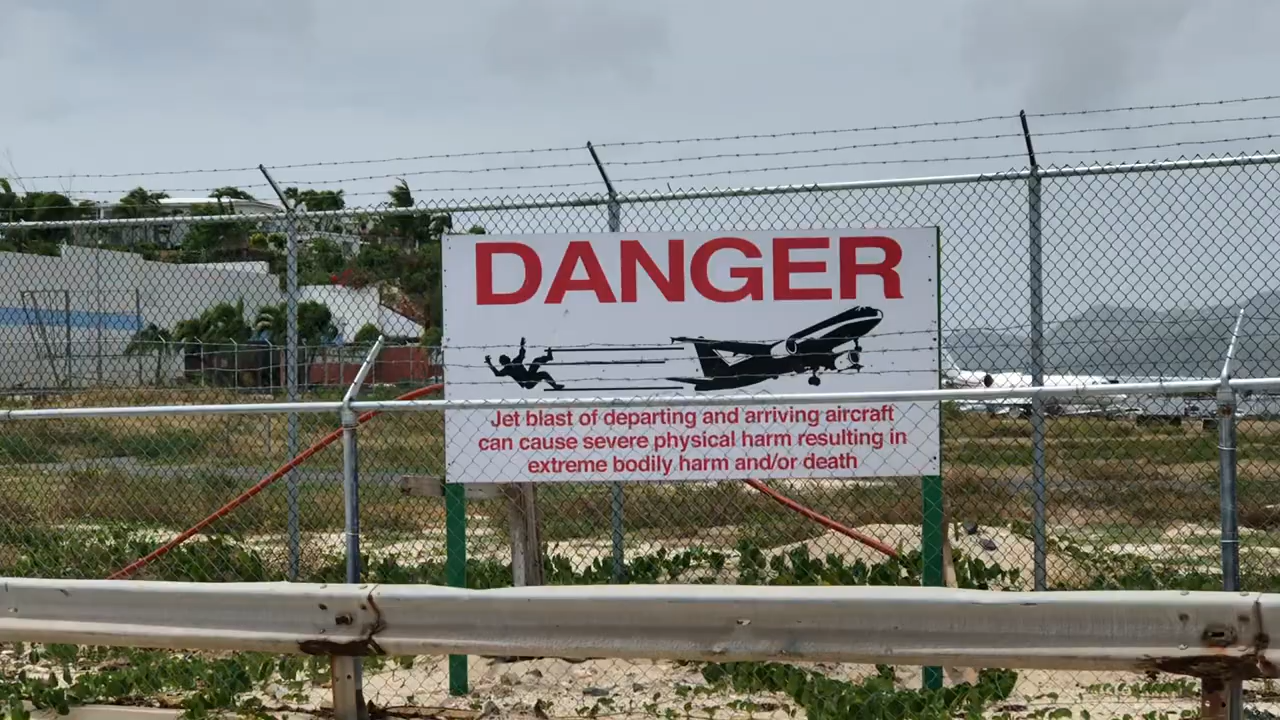 DANGER
Jet blast of departing and arriving aircraft
can cause severe physical harm resulting in
extreme bodily harm and/or death